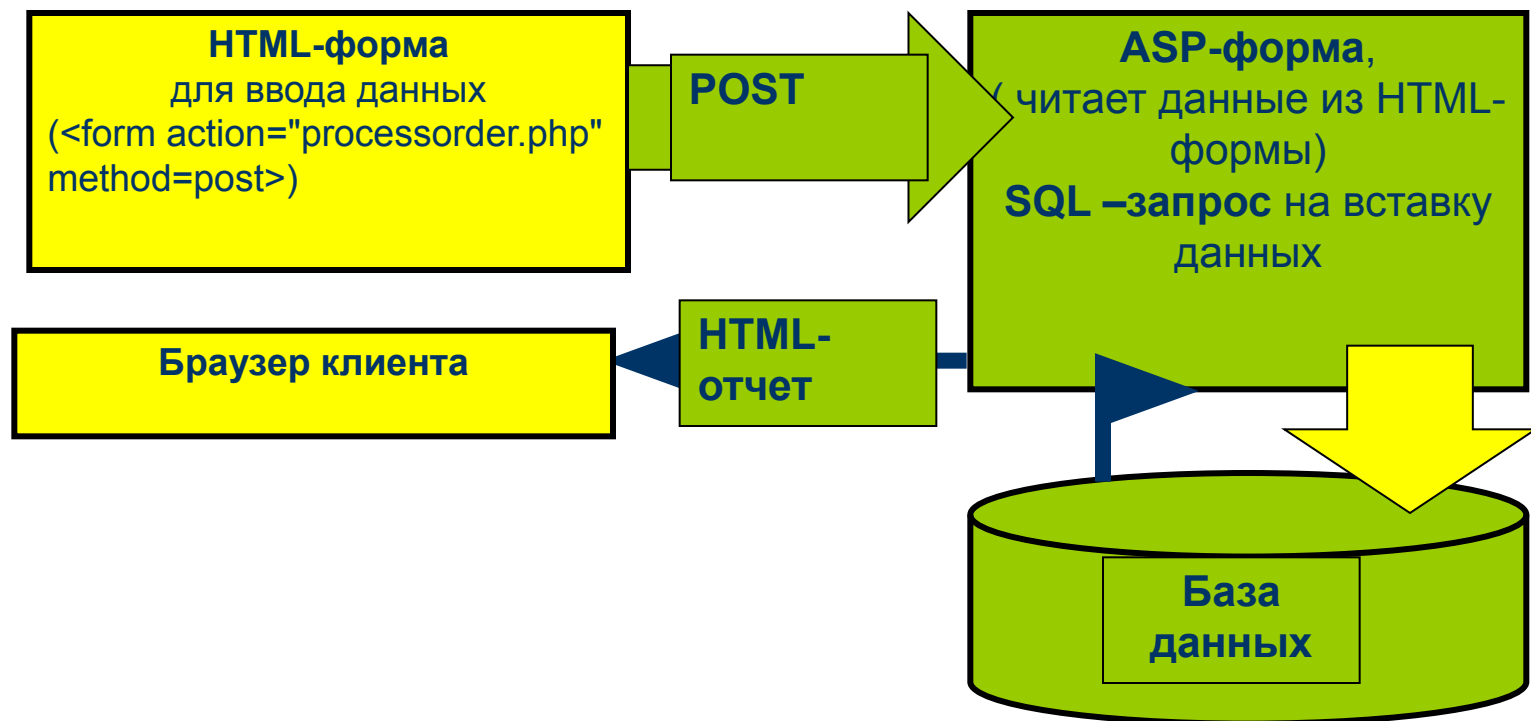 HTML-форма
для ввода данных
(<form action="processorder.php"
method=post>)
POST
ASP-форма,
( читает данные из HTML-
формы)
SQL –запрос на вставку
данных
Браузер клиента
HTML-
отчет
База
данных